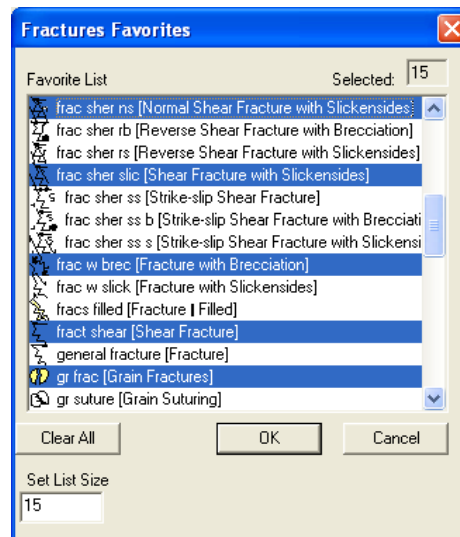 Fractures Favorites
Favorite List Selected: 15
frac sher ns [Normal Shear Fracture with Slickensides]
frac sher rb [Reverse Shear Fracture with Brecciation]
frac sher rs [Reverse Shear Fracture with Slickensides]
frac sher slic [Shear Fracture with Slickensides]
frac sher ss [Strike-slip Shear Fracture]
frac sher ss b [Strike-slip Shear Fracture with Brecciati
frac sher ss s [Strike-slip Shear Fracture with Slickensi
frac w brec [Fracture with Brecciation]
frac w slick [Fracture with Slickensides]
fracs filled [Fracture | Filled]
fract shear [Shear Fracture]
general fracture [Fracture]
gr frac [Grain Fractures]
gr suture [Grain Suturing]
Clear All OK Cancel
Set List Size
15